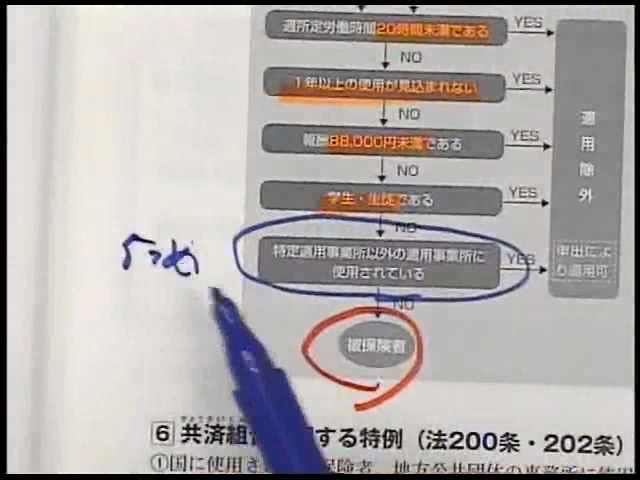 週所定労働時間20時間未満である
YES
NO
1年以上の使用が見込まれない
YES
NO
報酬88,000円未満である
YES
NO
学生・生徒である
YES
NO
特定適用事業所以外の適用事業所に
使用されている
YES
NO
被保険者
適用除外
申出によ
り適用可
5つめ
6 共済組
する特例（法200条・202条）
①国に使用さ
保険者、地方公共団体の事務所に使用